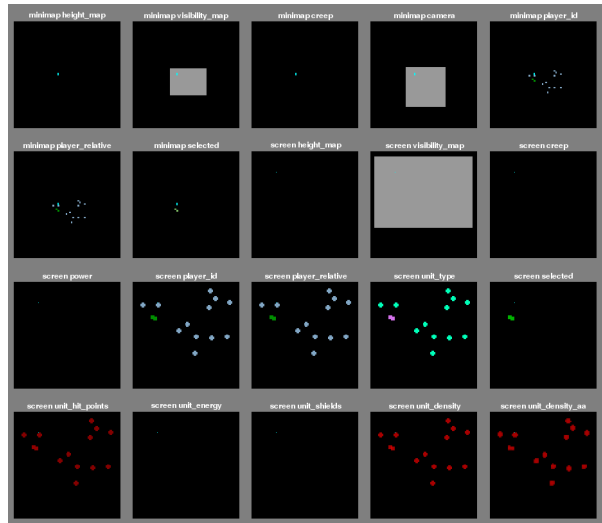 minimap height_map
minimap visibility_map
minimap creep
minimap camera
minimap player_id
minimap player_relative
minimap selected
screen height_map
screen visibility_map
screen creep
screen power
screen player_id
screen player_relative
screen unit_type
screen selected
screen unit_hit_points
screen unit_energy
screen unit_shields
screen unit_density
screen unit_density_aa